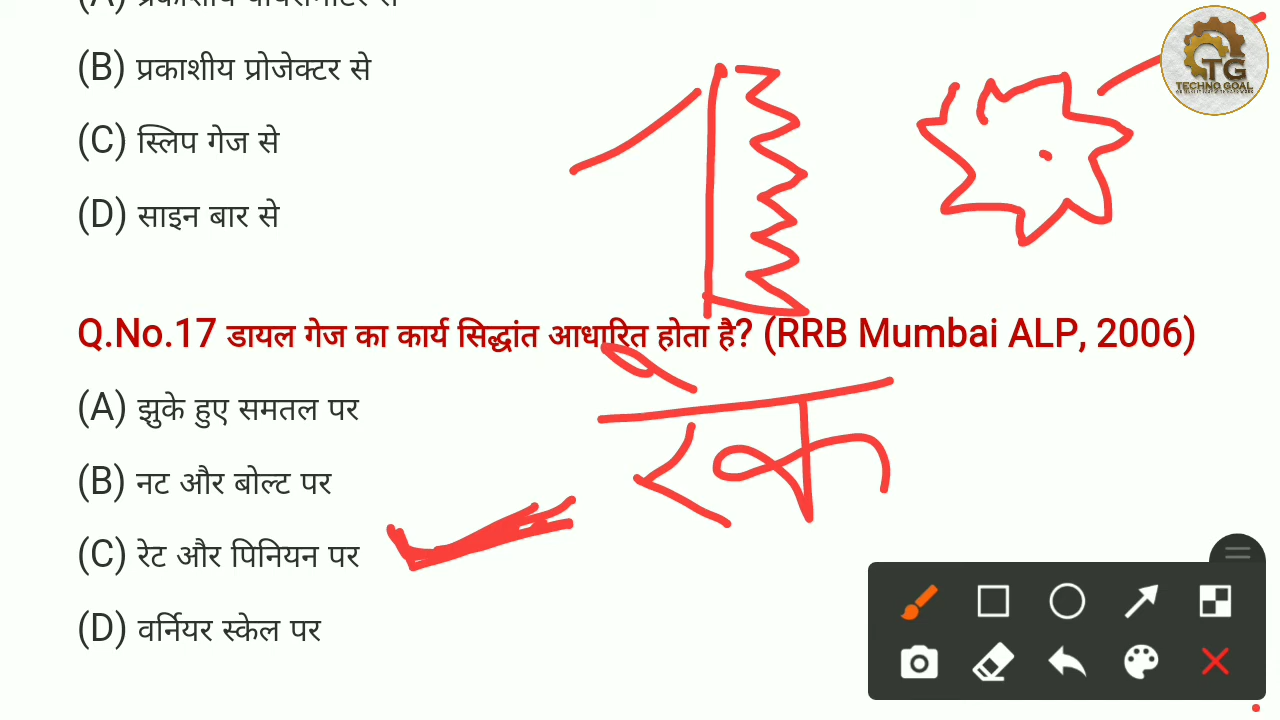 (B) प्रकाशीय प्रोजेक्टर से
(C) स्लिप गेज से
(D) साइन बार से
Q.No.17 डायल गेज का कार्य सिद्धांत आधारित होता है? (RRB Mumbai ALP, 2006)
(A) झुके हुए समतल पर
(B) नट और बोल्ट पर
(C) रेट और पिनियन पर
(D) वर्नियर स्केल पर
रैक
TG
TECHNO GOAL